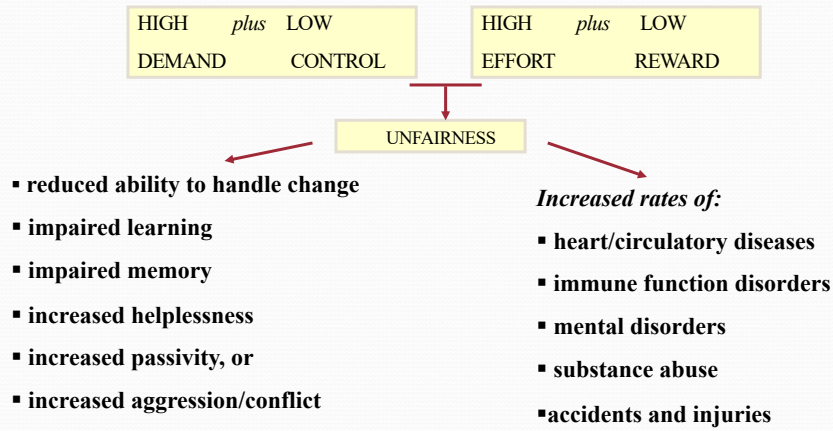 HIGH plus LOW
DEMAND CONTROL
HIGH plus LOW
EFFORT REWARD
UNFAIRNESS
▪ reduced ability to handle change
▪ impaired learning
▪ impaired memory
▪ increased helplessness
▪ increased passivity, or
▪ increased aggression/conflict
Increased rates of:
▪ heart/circulatory diseases
▪ immune function disorders
▪ mental disorders
▪ substance abuse
▪accidents and injuries